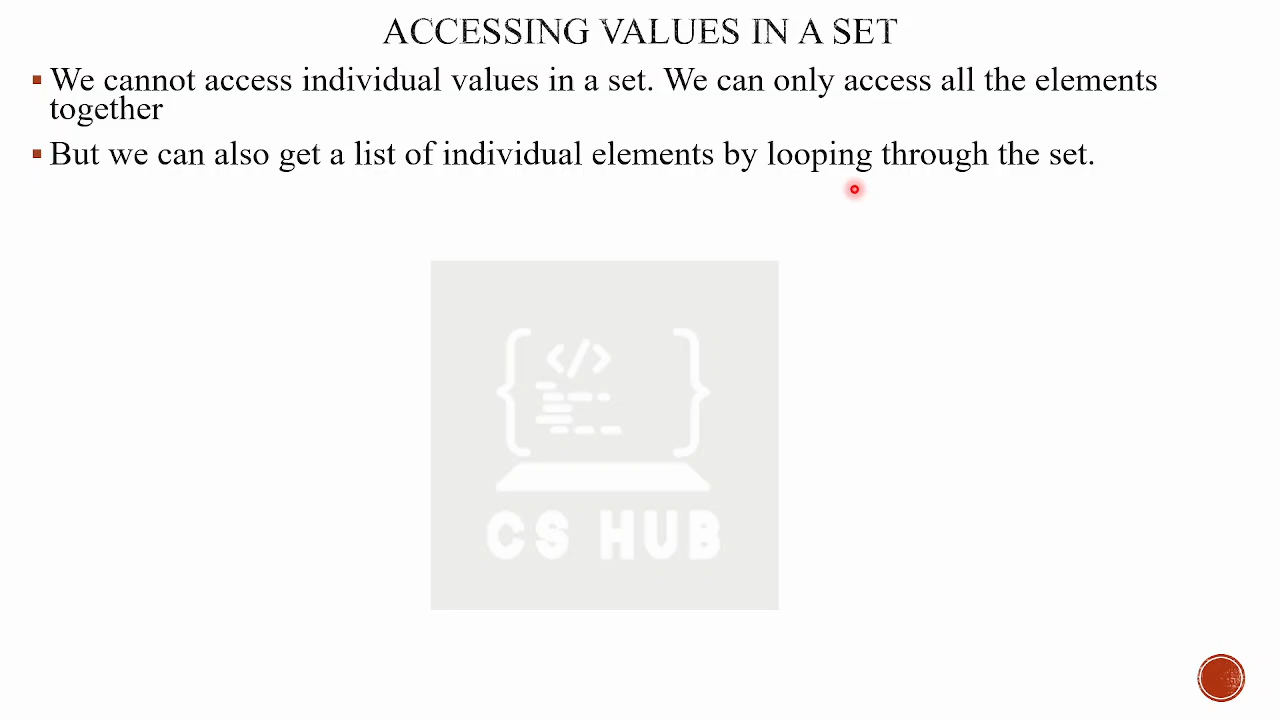 ACCESSING VALUES IN A SET
We cannot access individual values in a set. We can only access all the elements
together
But we can also get a list of individual elements by looping through the set.
</>
CS HUB